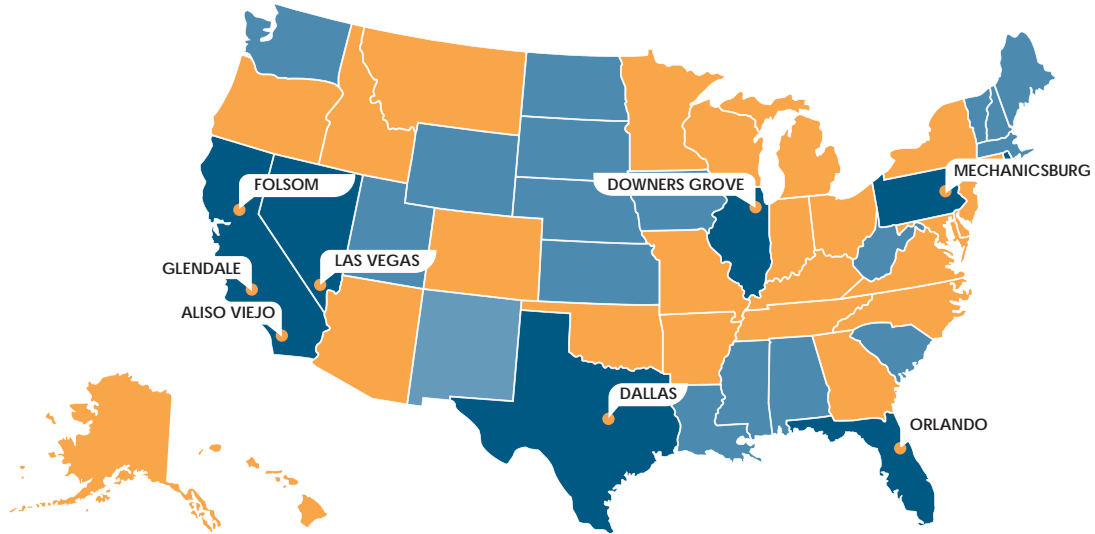 MECHANICSBURG
FOLSOM
DOWNERS GROVE
LAS VEGAS
GLENDALE
ALISO VIEJO
DALLAS
ORLANDO